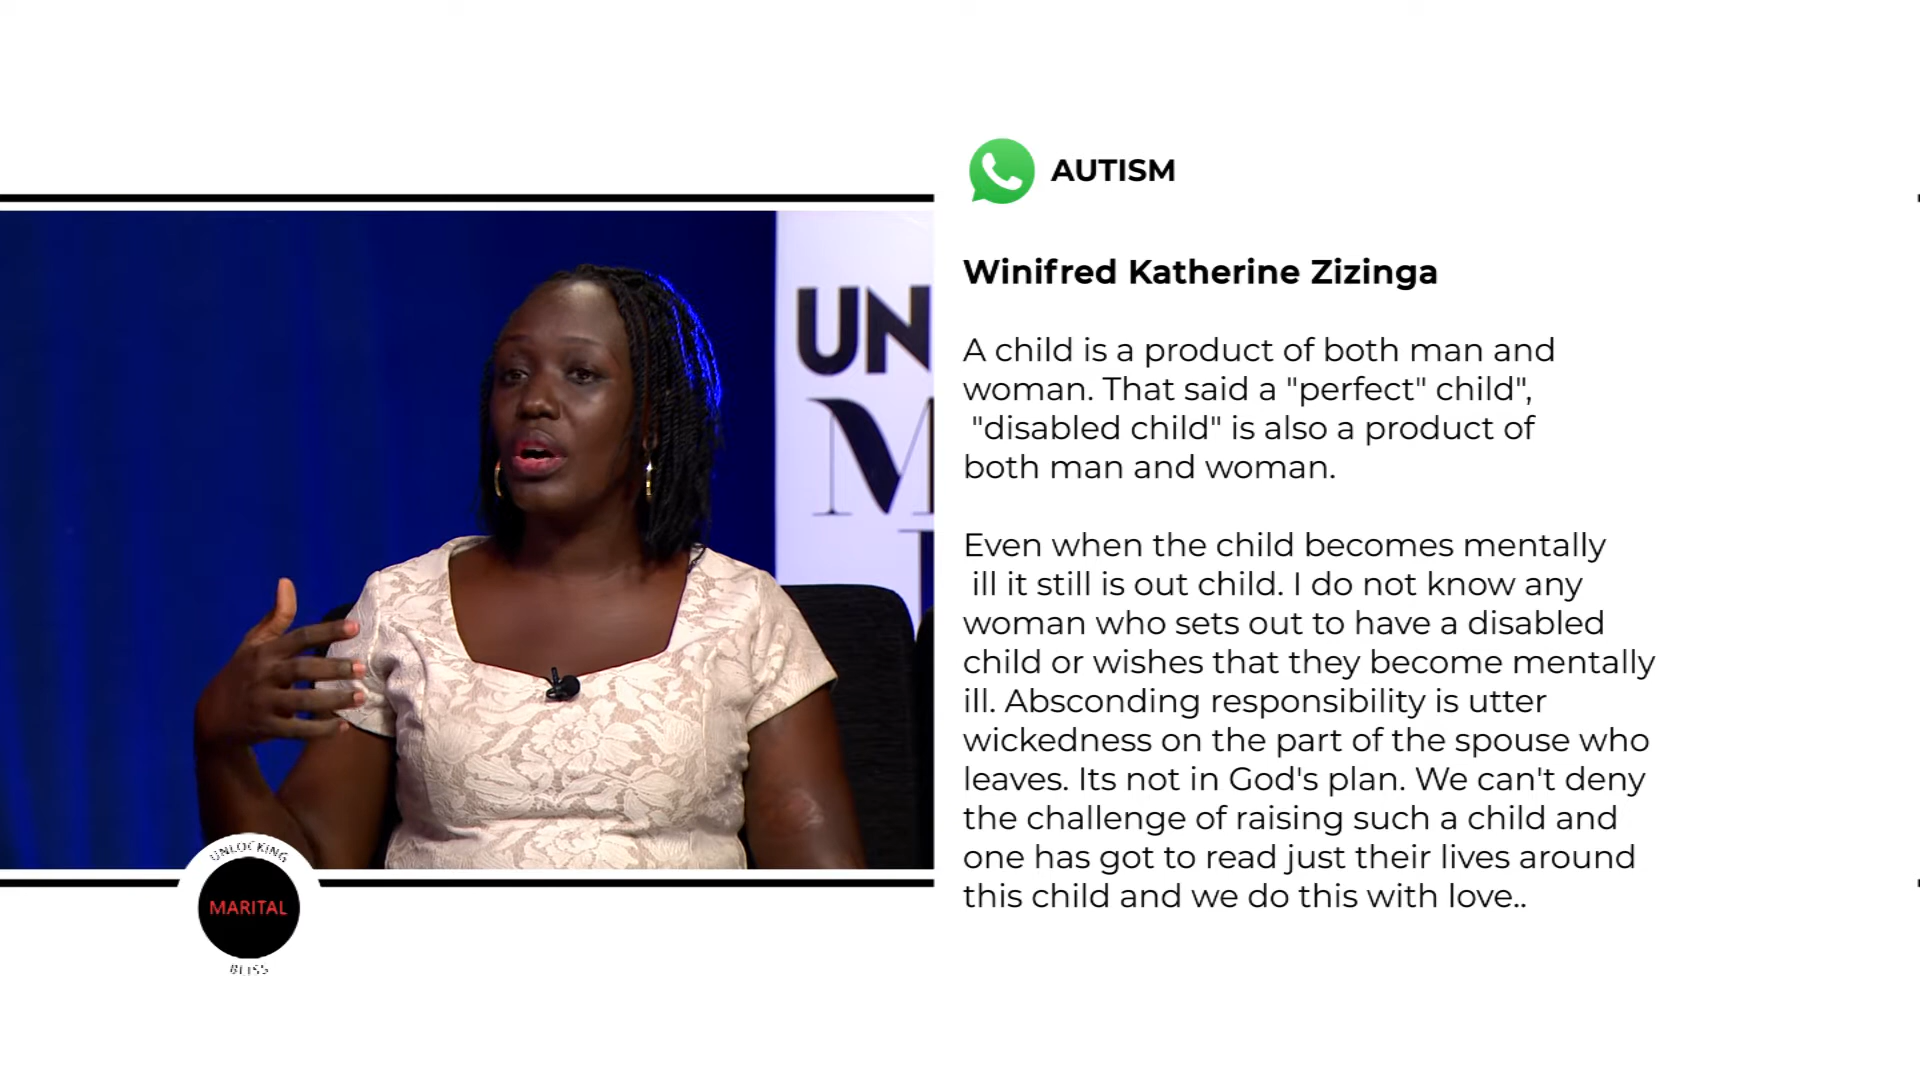 AUTISM
Winifred Katherine Zizinga
A child is a product of both man and
woman. That said a "perfect" child",
"disabled child" is also a product of
both man and woman.
Even when the child becomes mentally
ill it still is out child. I do not know any
woman who sets out to have a disabled
child or wishes that they become mentally
ill. Absconding responsibility is utter
wickedness on the part of the spouse who
leaves. Its not in God's plan. We can't deny
the challenge of raising such a child and
one has got to read just their lives around
this child and we do this with love..
UN
M
UNLOCKING
MARITAL
BLISS